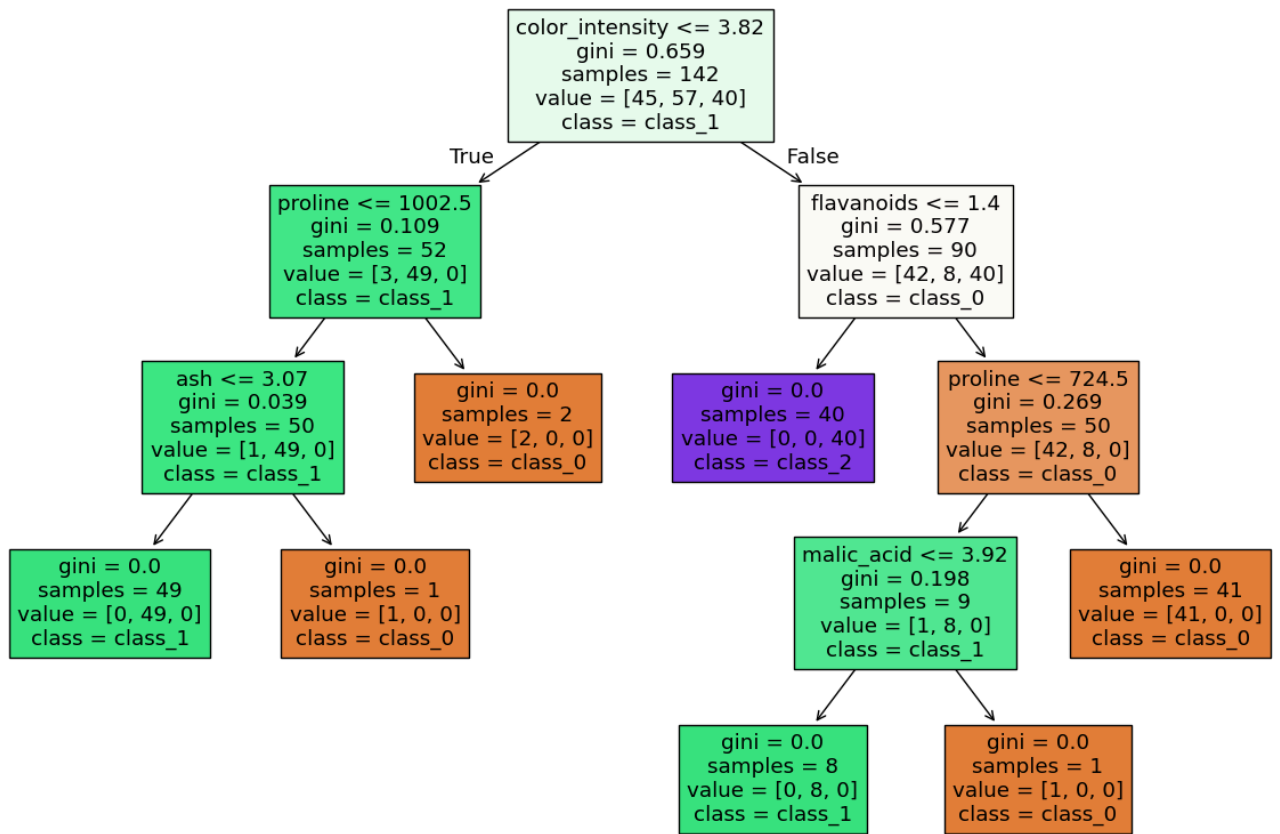 color_intensity <= 3.82
gini = 0.659
samples = 142
value = [45, 57, 40]
class = class_1
True
False
proline <= 1002.5
gini = 0.109
samples = 52
value = [3, 49, 0]
class = class_1
flavanoids <= 1.4
gini = 0.577
samples = 90
value = [42, 8, 40]
class = class_0
ash <= 3.07
gini = 0.039
samples = 50
value = [1, 49, 0]
class = class_1
gini = 0.0
samples = 2
value = [2, 0, 0]
class = class_0
gini = 0.0
samples = 40
value = [0, 0, 40]
class = class_2
proline <= 724.5
gini = 0.269
samples = 50
value = [42, 8, 0]
class = class_0
gini = 0.0
samples = 49
value = [0, 49, 0]
class = class_1
gini = 0.0
samples = 1
value = [1, 0, 0]
class = class_0
malic_acid <= 3.92
gini = 0.198
samples = 9
value = [1, 8, 0]
class = class_1
gini = 0.0
samples = 41
value = [41, 0, 0]
class = class_0
gini = 0.0
samples = 8
value = [0, 8, 0]
class = class_1
gini = 0.0
samples = 1
value = [1, 0, 0]
class = class_0